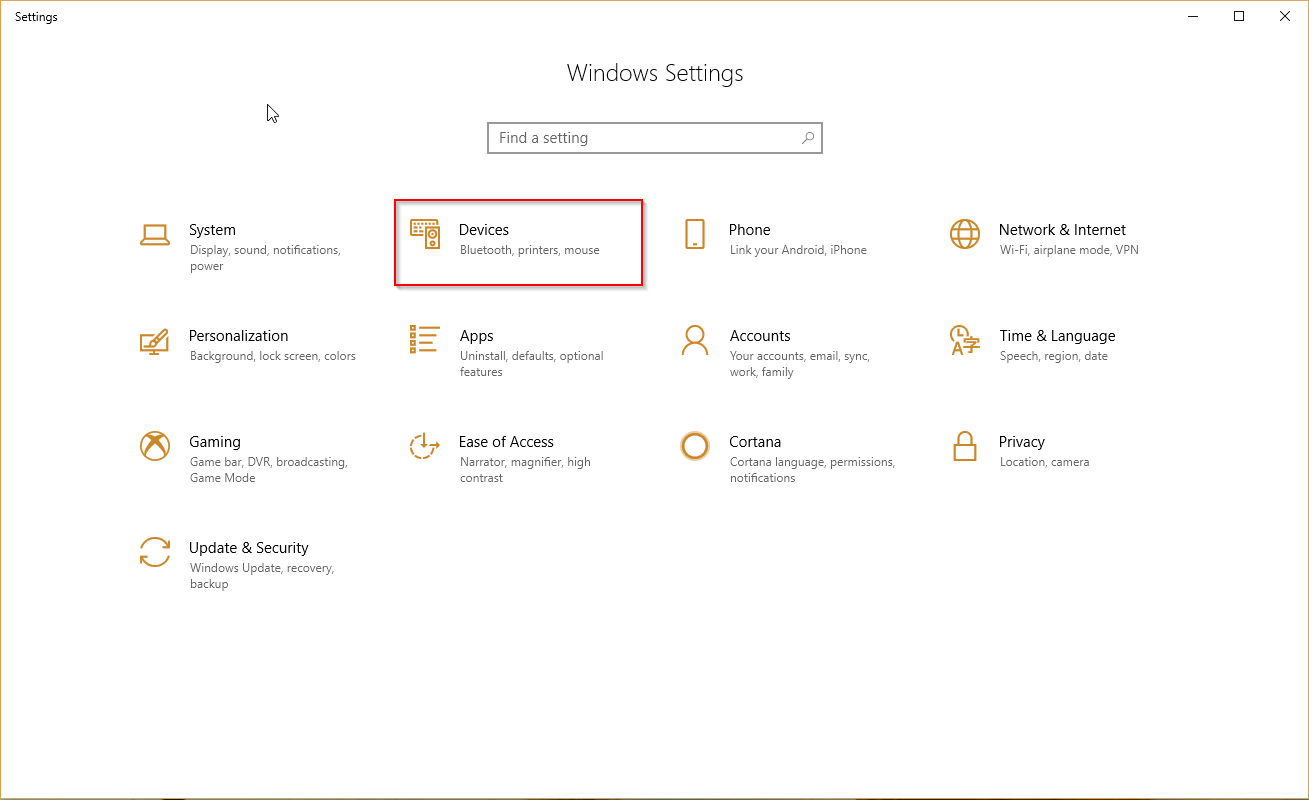 Settings
Windows Settings
Find a setting
System
Display, sound, notifications,
power
Devices
Bluetooth, printers, mouse
Phone
Link your Android, iPhone
Network & Internet
Wi-Fi, airplane mode, VPN
Personalization
Background, lock screen, colors
Apps
Uninstall, defaults, optional
features
Accounts
Your accounts, email, sync,
work, family
Time & Language
Speech, region, date
Gaming
Game bar, DVR, broadcasting,
Game Mode
Ease of Access
Narrator, magnifier, high
contrast
Cortana
Cortana language, permissions,
notifications
Privacy
Location, camera
Update & Security
Windows Update, recovery,
backup